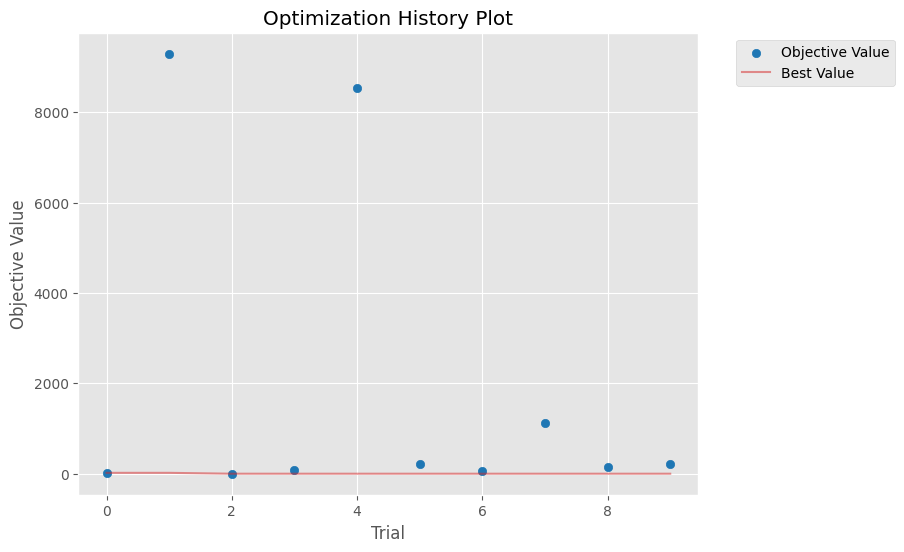 Optimization History Plot
Objective Value
Best Value
8000
6000
4000
2000
0
Objective Value
0 2 4 6 8
Trial